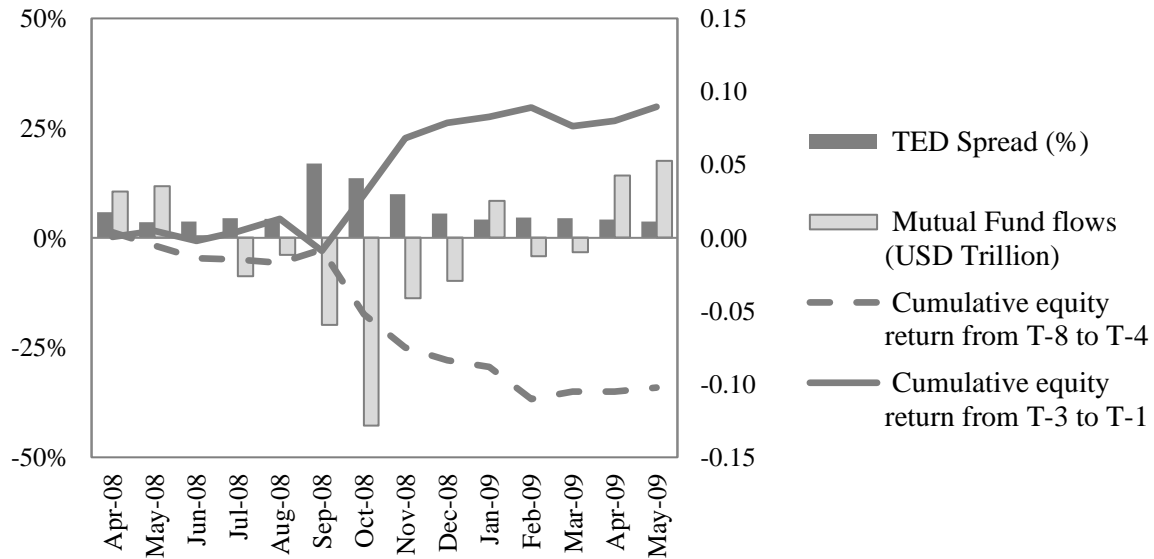 50%
25%
0%
-25%
-50%
0.15
0.10
0.05
0.00
-0.05
-0.10
-0.15
Apr-08
May-08
Jun-08
Jul-08
Aug-08
Sep-08
Oct-08
Nov-08
Dec-08
Jan-09
Feb-09
Mar-09
Apr-09
May-09
TED Spread (%)
Mutual Fund flows
(USD Trillion)
Cumulative equity
return from T-8 to T-4
Cumulative equity
return from T-3 to T-1